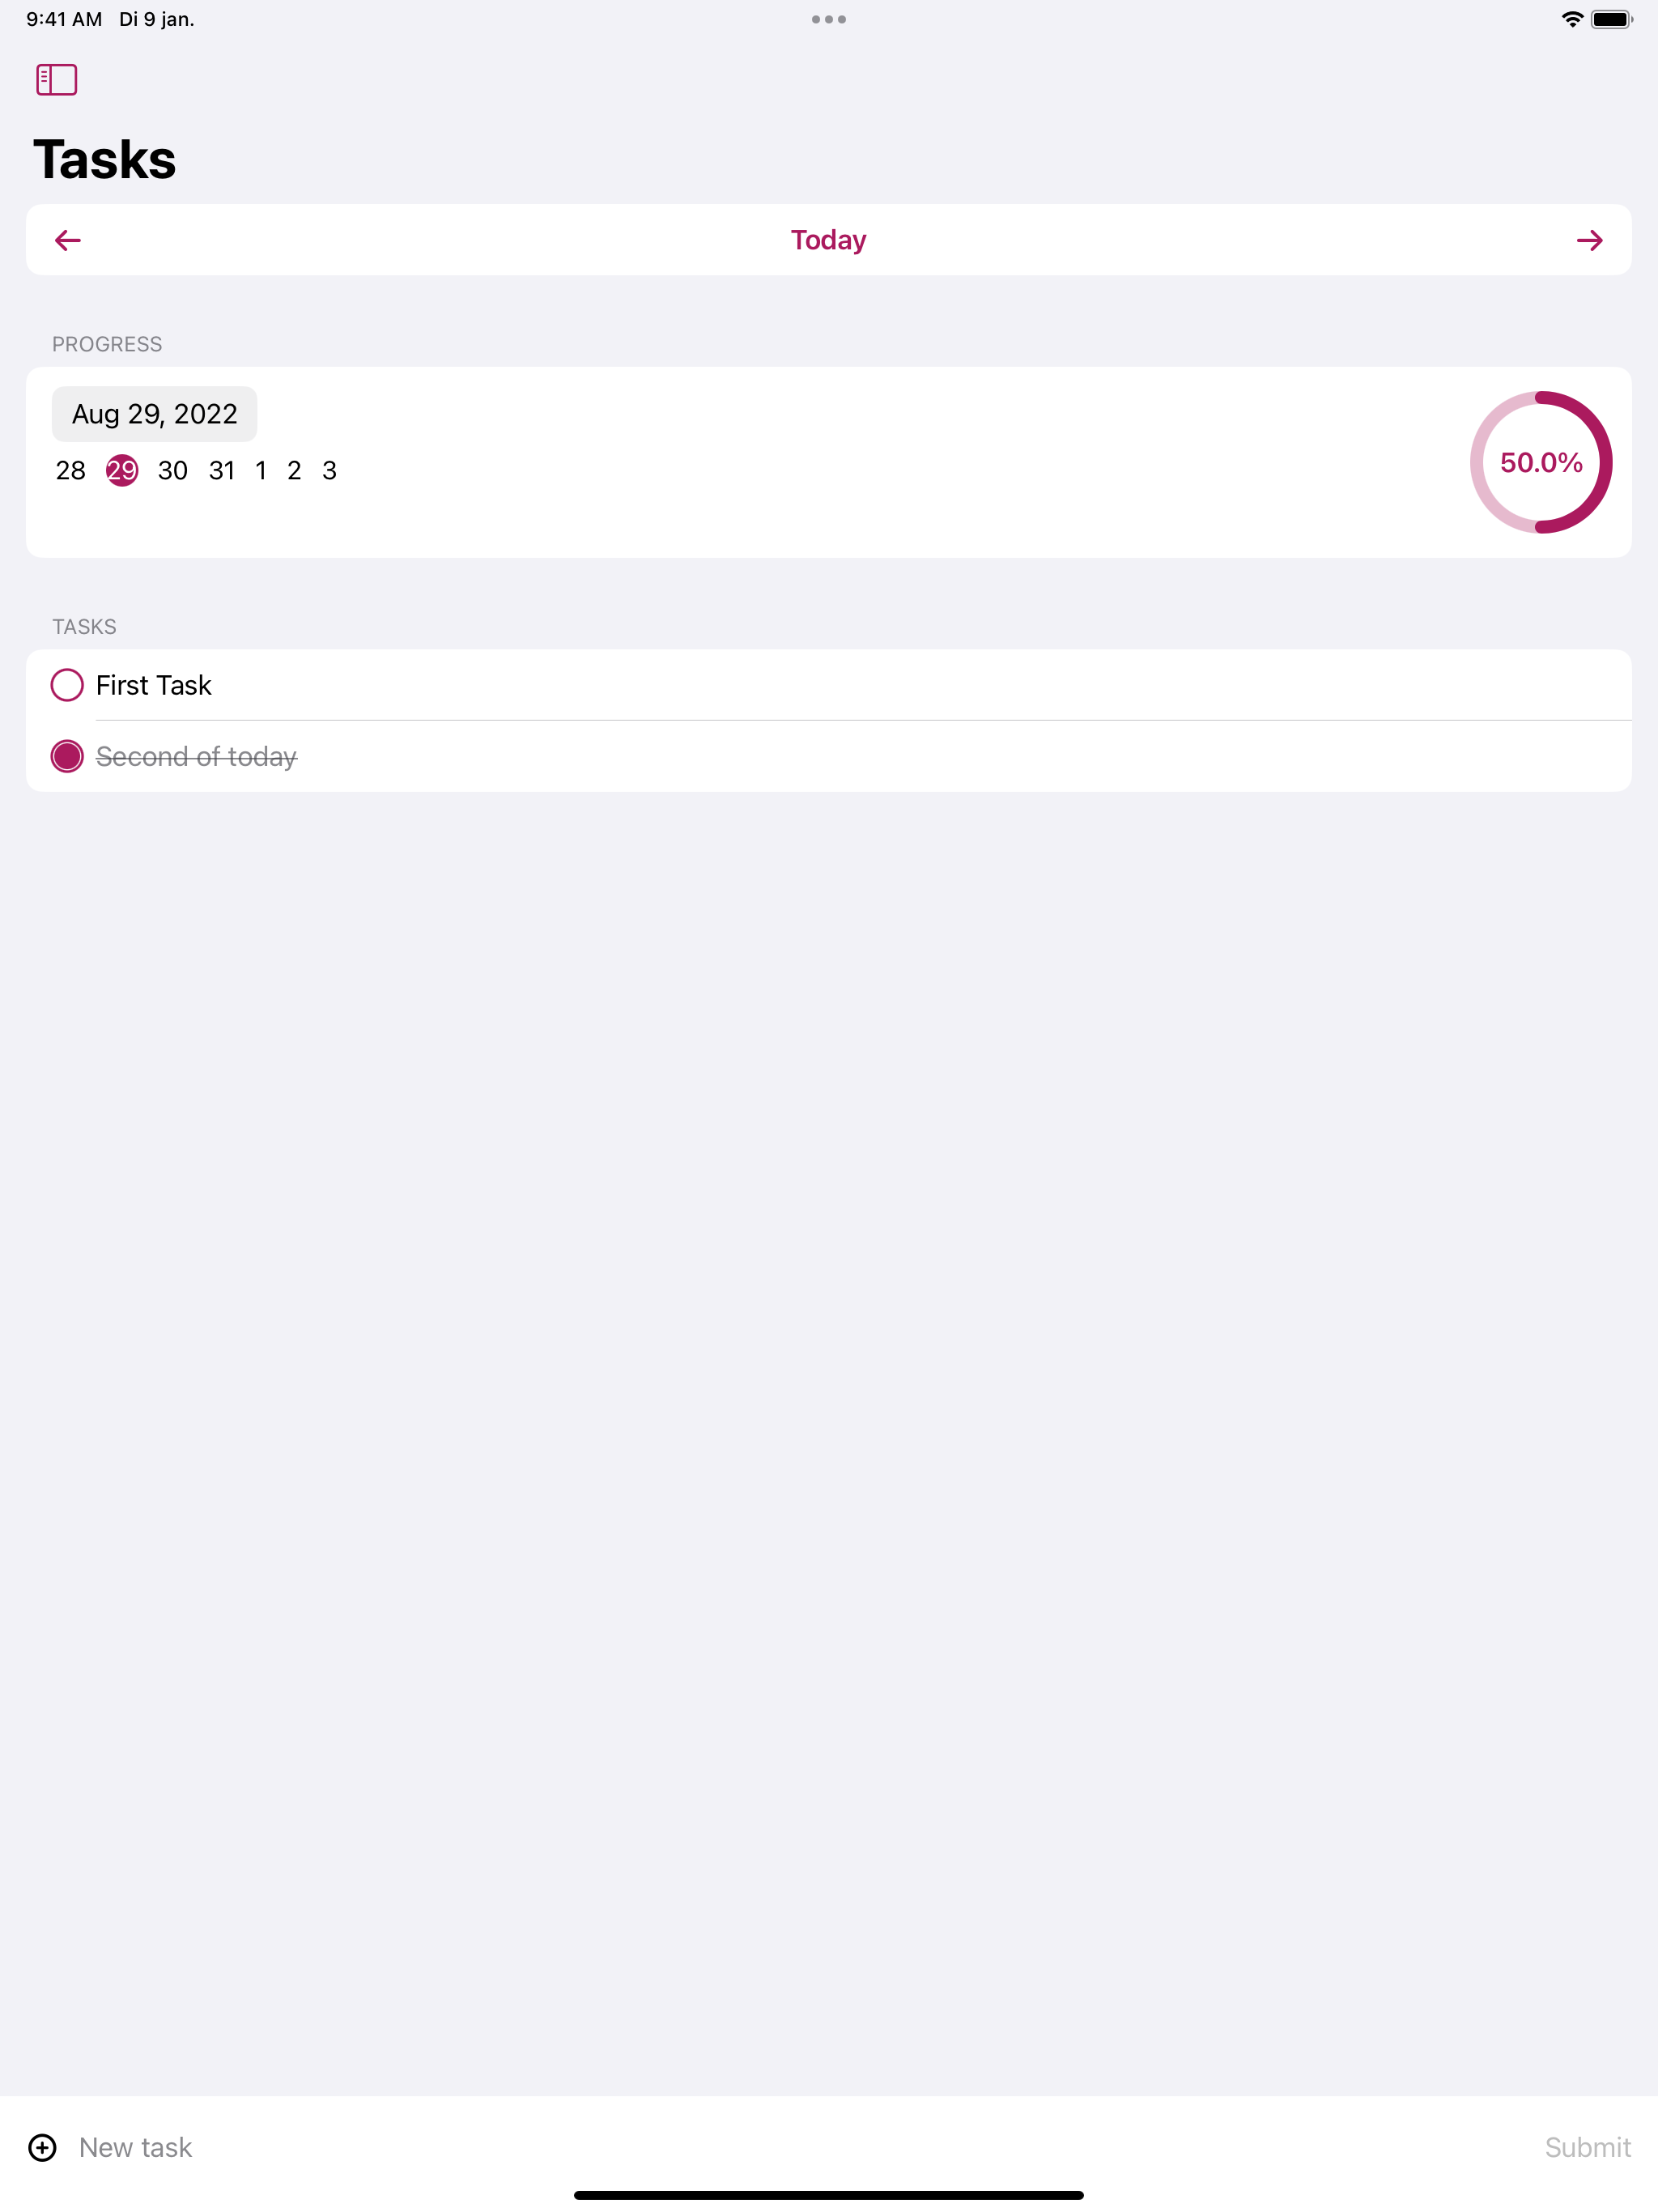 9:41 AM Di 9 jan.
Tasks
Today
PROGRESS
Aug 29, 2022
28 29 30 31 1 2 3
50.0%
TASKS
First Task
Second of today
New task
Submit